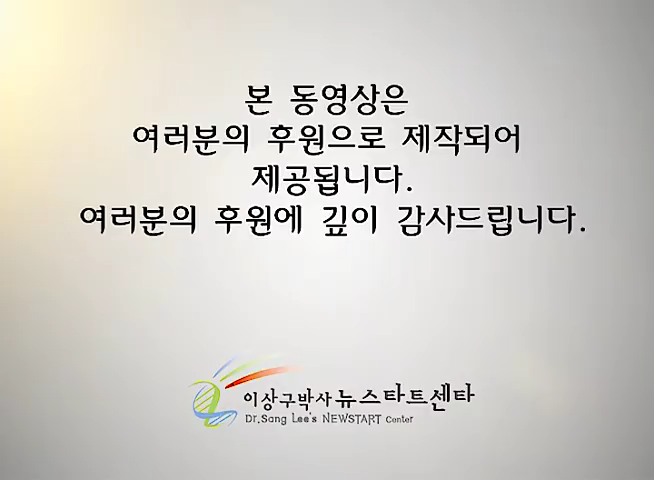 본 동영상은
여러분의 후원으로 제작되어
제공됩니다.
여러분의 후원에 깊이 감사드립니다.
이상구박사 뉴스타트센타
Dr.Sang Lee's NEWSTART Center